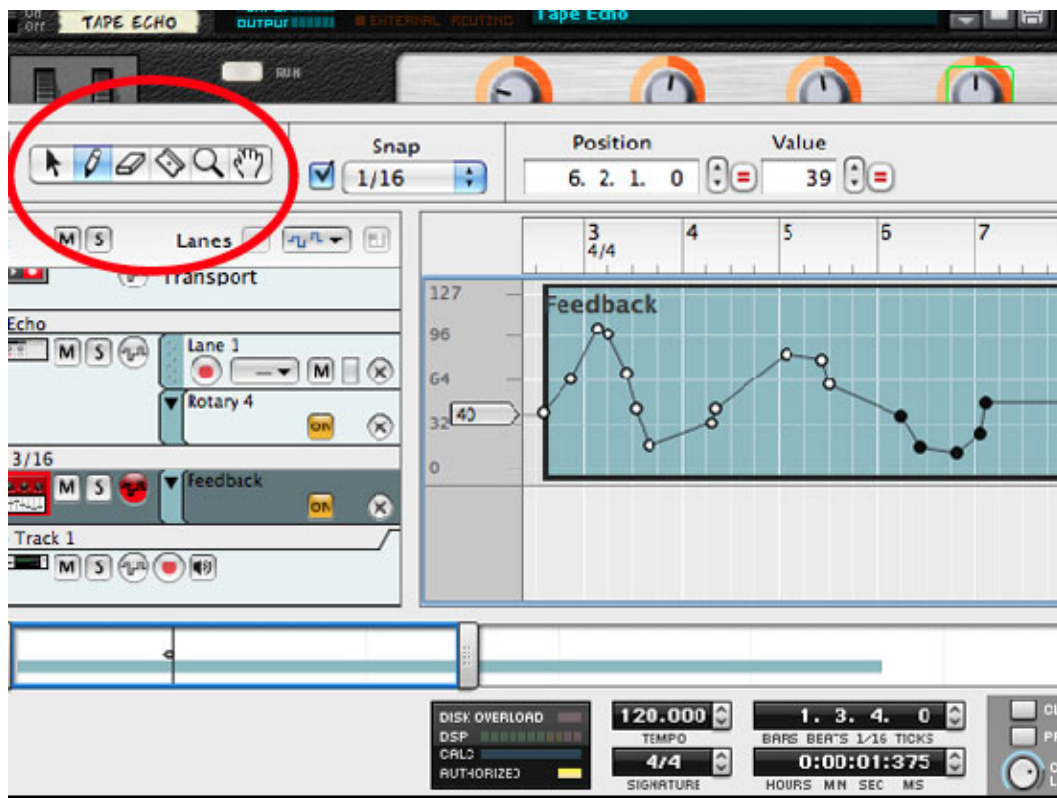 On
Off
TAPE ECHO
OUTPUT
EXTERNAL ROUTING
Tape Echo
RUN
Snap
1/16
Position
6. 2. 1. 0
Value
39
M S
Lanes
3
4/4
4
5
6
7
Transport
127
96
64
32
0
40
Feedback
Echo
M S
Lane 1
M
Rotary 4
ON
3/16
M S
Feedback
ON
Track 1
M S
DISK OVERLOAD
DSP
CALC
AUTHORIZED
120.000
TEMPO
4/4
SIGNATURE
1. 3. 4. 0
BARS BEATS 1/16 TICKS
0:00:01:375
HOURS MN SEC MS